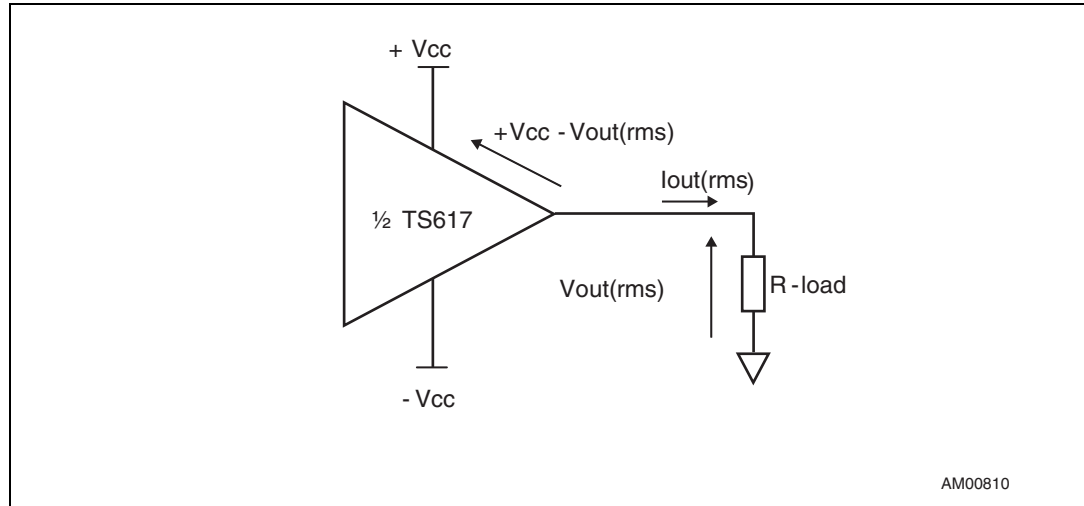 + Vcc
+Vcc - Vout(rms)
Iout(rms)
½ TS617
Vout(rms)
R-load
- Vcc
AM00810